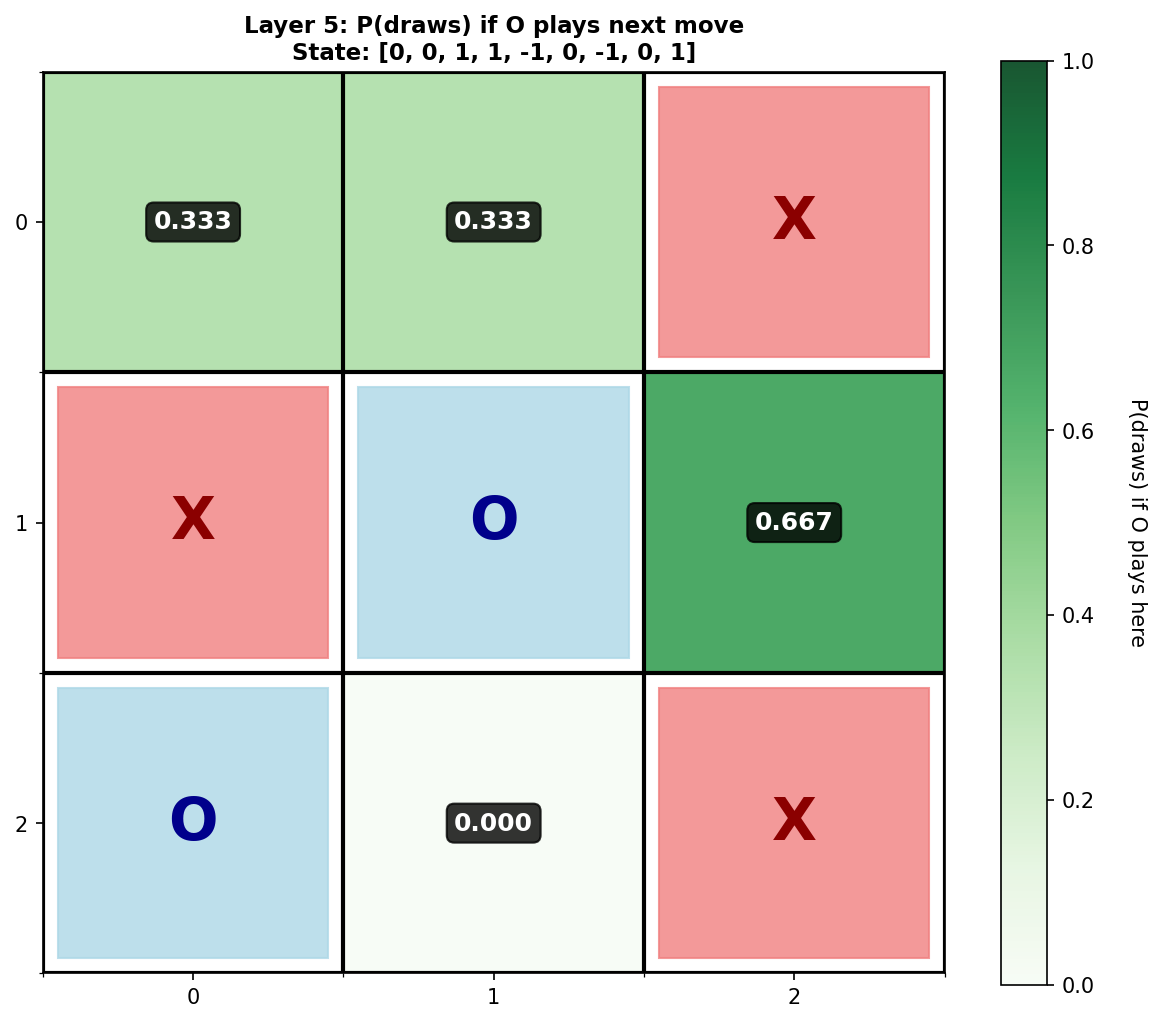 Layer 5: P(draws) if O plays next move
State: [0, 0, 1, 1, -1, 0, -1, 0, 1]
0
0.333
0.333
X
1
X
O
0.667
2
O
0.000
X
0
1
2
1.0
0.8
0.6
0.4
0.2
0.0
P(draws) if O plays here